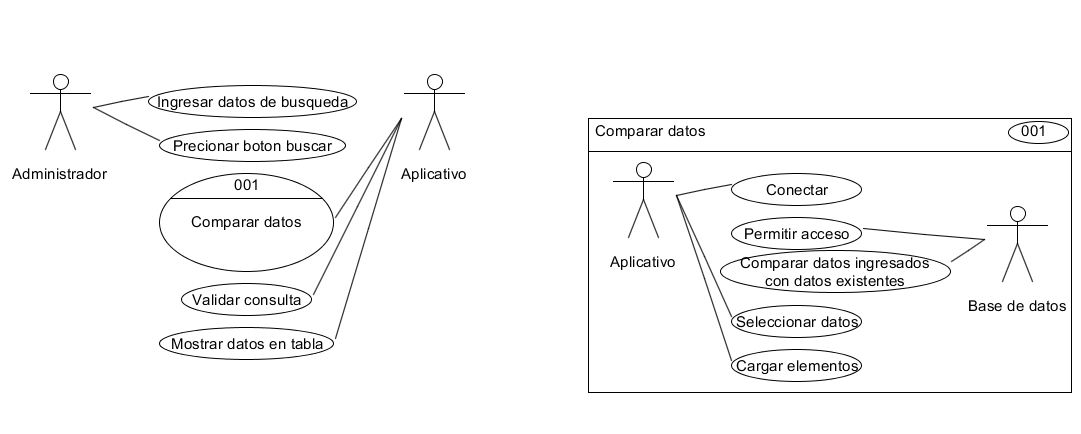 Ingresar datos de busqueda
Precionar boton buscar
Administrador
Aplicativo
001
Comparar datos
Validar consulta
Mostrar datos en tabla
Comparar datos
001
Conectar
Permitir acceso
Aplicativo
Comparar datos ingresados
con datos existentes
Base de datos
Seleccionar datos
Cargar elementos